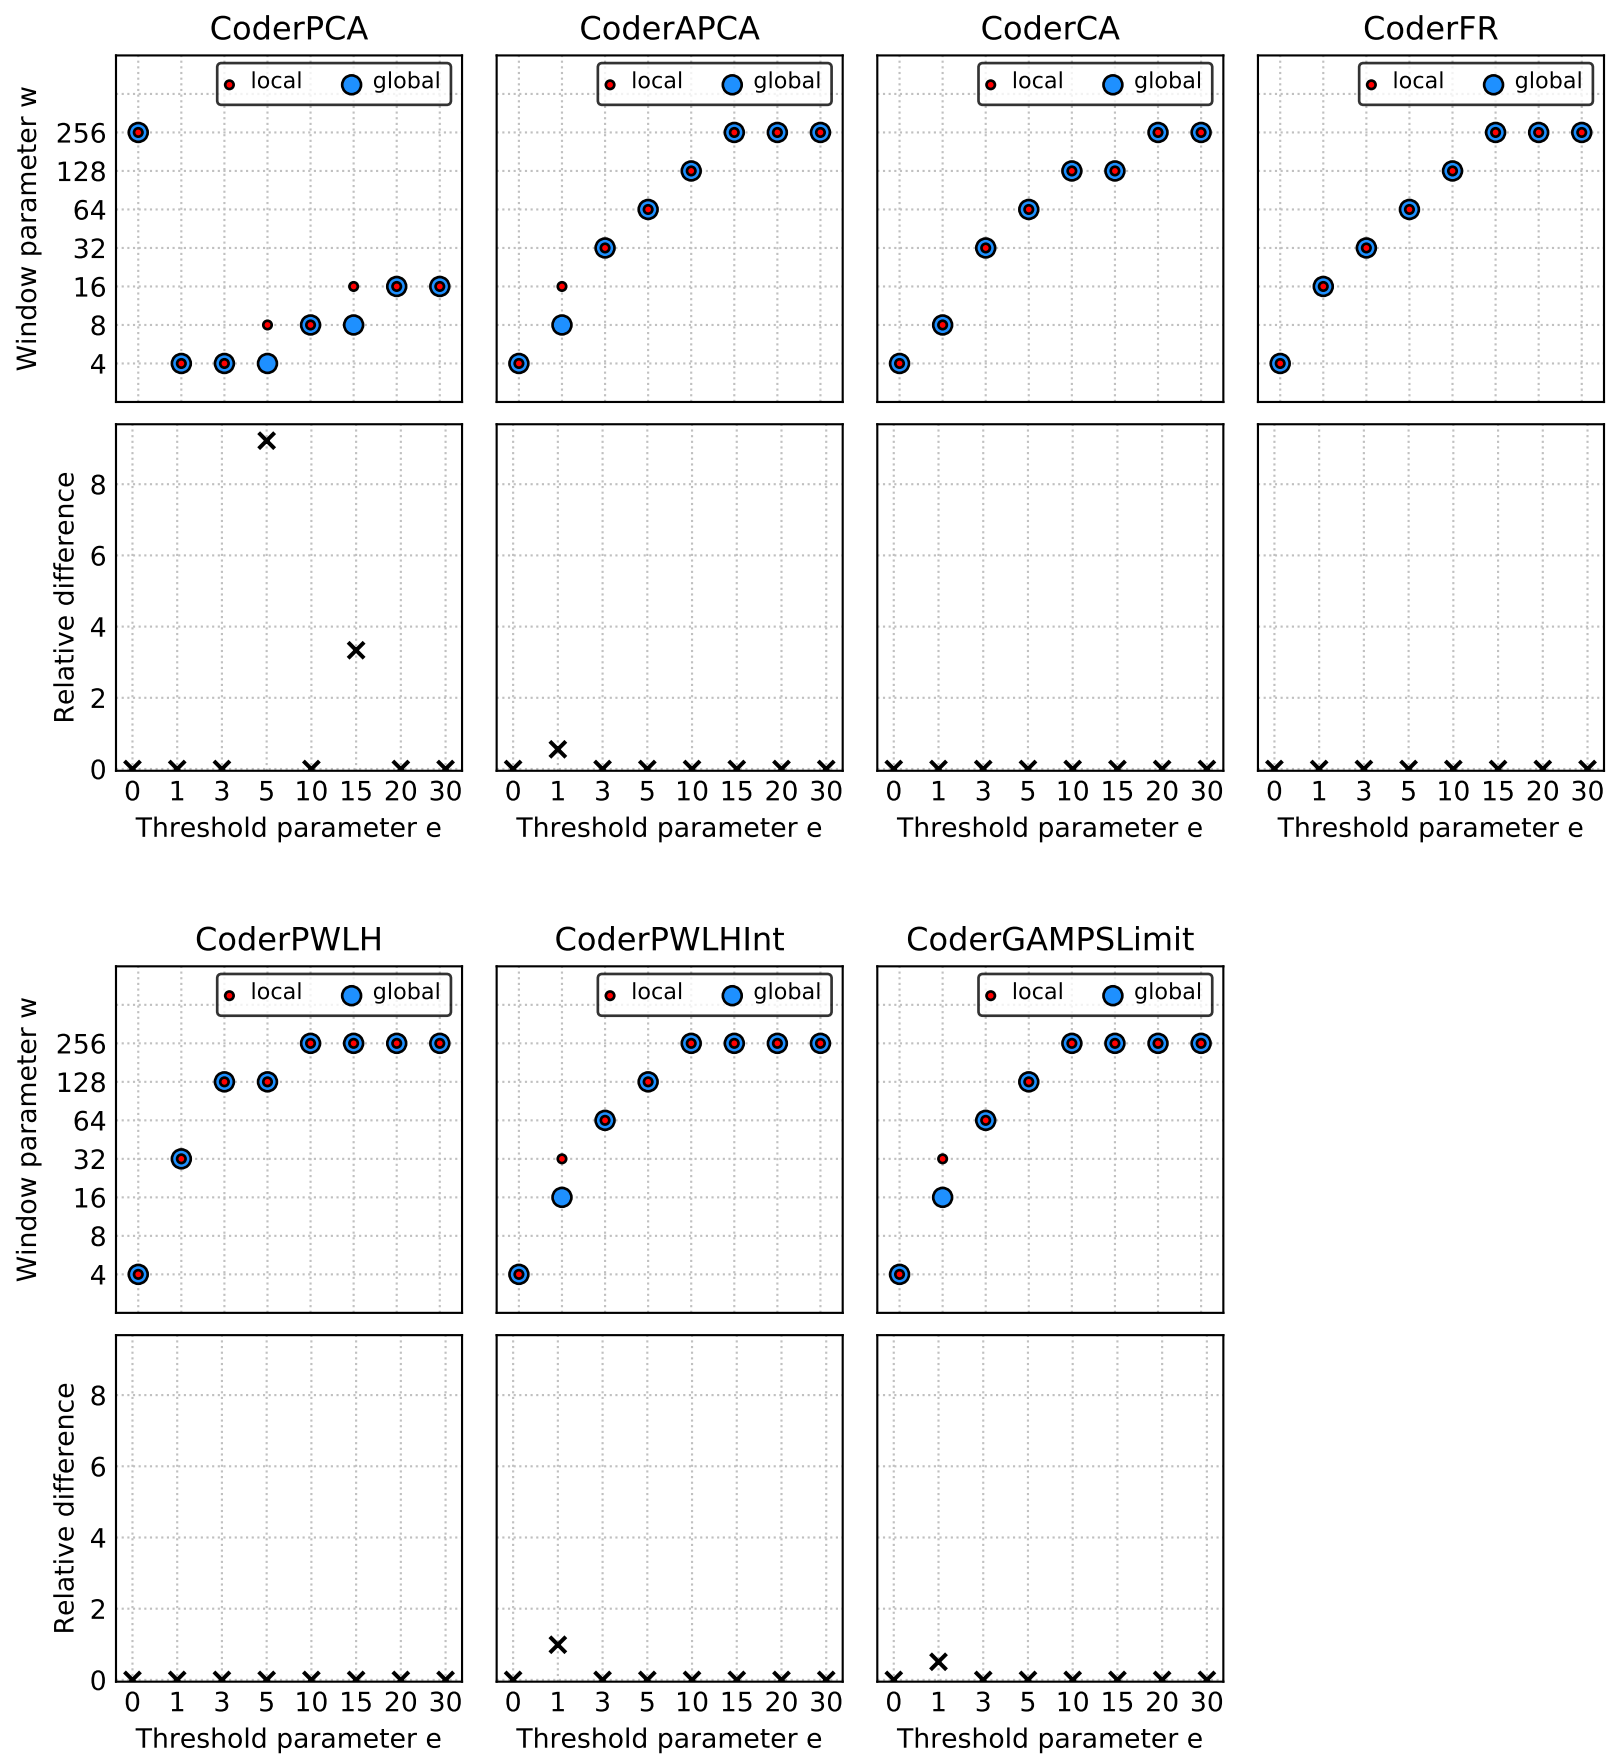 CoderPCA CoderAPCA CoderCA CoderFR
local global local global local global local global
Window parameter w
256
128
64
32
16
8
4
Relative difference
8
6
4
2
0
0 1 3 5 10 15 20 30 0 1 3 5 10 15 20 30 0 1 3 5 10 15 20 30 0 1 3 5 10 15 20 30
Threshold parameter e Threshold parameter e Threshold parameter e Threshold parameter e
CoderPWLH CoderPWLHInt CoderGAMPSLimit
local global local global local global
Window parameter w
256
128
64
32
16
8
4
Relative difference
8
6
4
2
0
0 1 3 5 10 15 20 30 0 1 3 5 10 15 20 30 0 1 3 5 10 15 20 30
Threshold parameter e Threshold parameter e Threshold parameter e